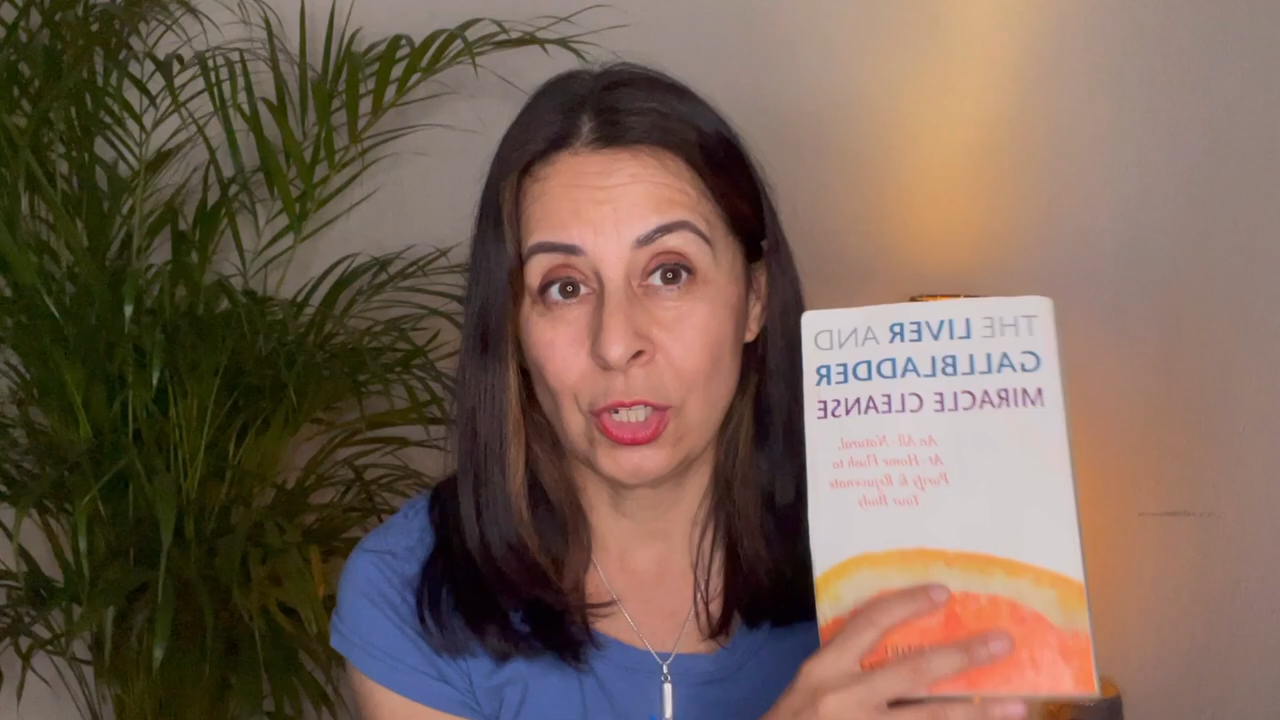 THE LIVER AND
GALLBLADDER
MIRACLE CLEANSE
An All-Natural,
At-Home Flush to
Purify & Rejuvenate
Your Body